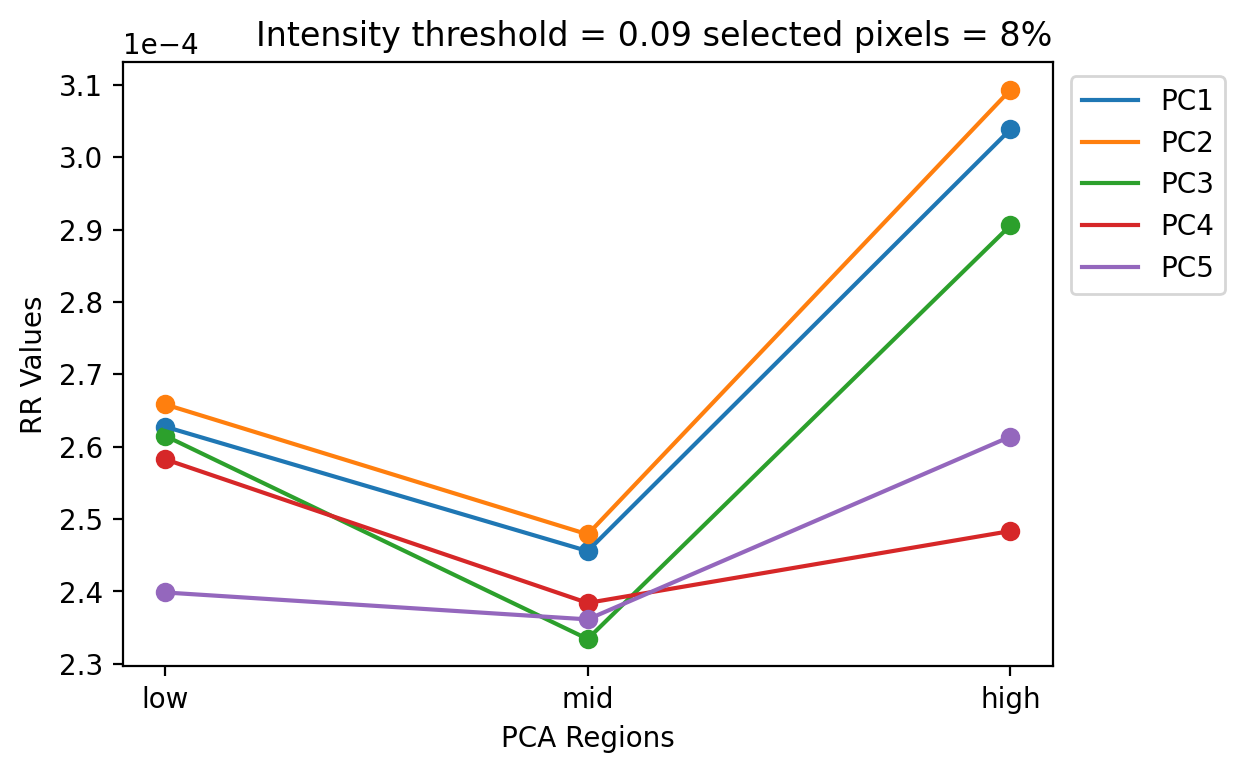 Intensity threshold = 0.09 selected pixels = 8%
1e−4
3.1
3.0
2.9
2.8
2.7
2.6
2.5
2.4
2.3
RR Values
low
mid
high
PCA Regions
PC1
PC2
PC3
PC4
PC5